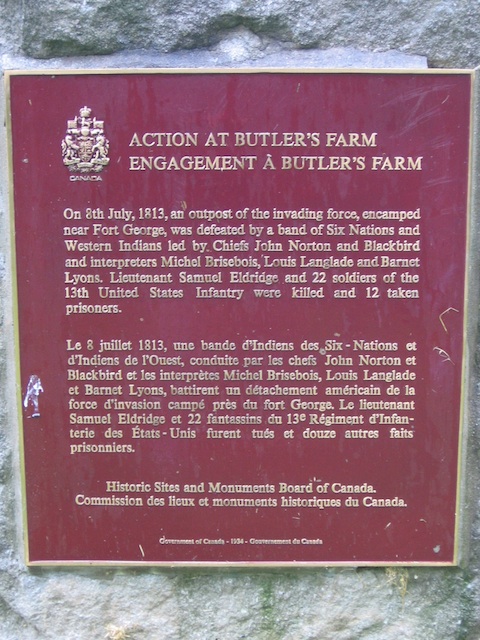 CANADA
ACTION AT BUTLER'S FARM
ENGAGEMENT À BUTLER'S FARM
On 8th July, 1813, an outpost of the invading force, encamped
near Fort George, was defeated by a band of Six Nations and
Western Indians led by Chiefs John Norton and Blackbird
and interpreters Michel Brisebois, Louis Langlade and Barnet
Lyons. Lieutenant Samuel Eldridge and 22 soldiers of the
13th United States Infantry were killed and 12 taken
prisoners.
Le 8 juillet 1813, une bande d'Indiens des Six-Nations et
d'Indiens de l'Ouest, conduite par les chefs John Norton et
Blackbird et les interprètes Michel Brisebois, Louis Langlade
et Barnet Lyons, battirent un détachement américain de la
force d'invasion campé près du fort George. Le lieutenant
Samuel Eldridge et 22 fantassins du 13e Régiment d'Infan-
terie des États-Unis furent tués et douze autres faits
prisonniers.
Historic Sites and Monuments Board of Canada.
Commission des lieux et monuments historiques du Canada.
Government of Canada - 1984 - Gouvernement du Canada